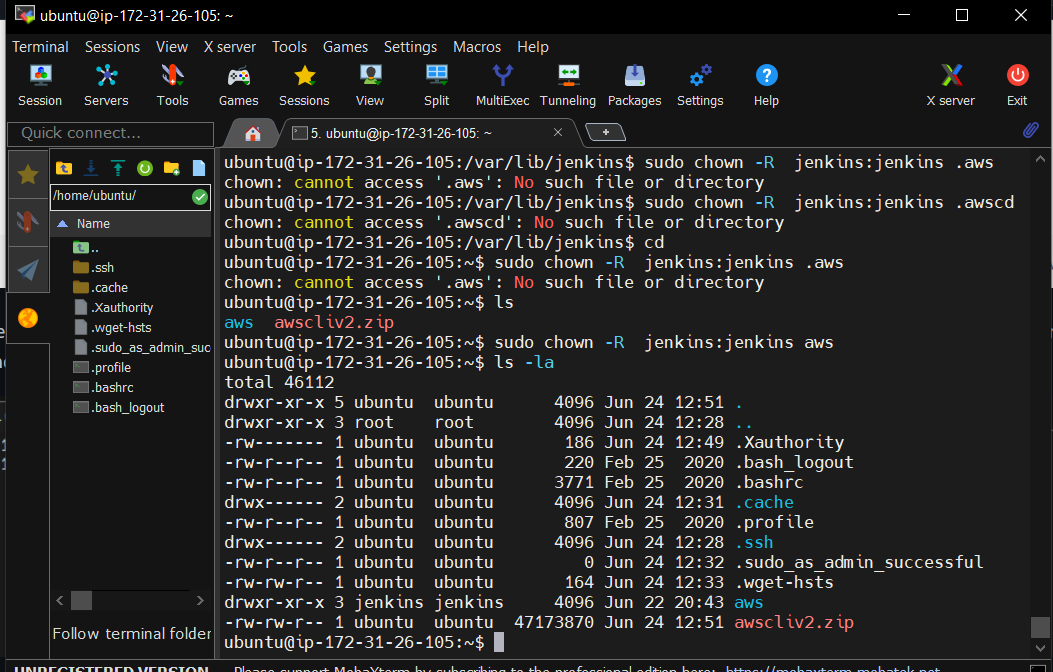 ubuntu@ip-172-31-26-105: ~
Terminal Sessions View X server Tools Games Settings Macros Help
Session Servers Tools Games Sessions View Split MultiExec Tunneling Packages Settings Help X server Exit
Quick connect...
5. ubuntu@ip-172-31-26-105: ~
/home/ubuntu/
Name
..
.ssh
.cache
.Xauthority
.wget-hsts
.sudo_as_admin_suc
.profile
.bashrc
.bash_logout
Follow terminal folder
ubuntu@ip-172-31-26-105:/var/lib/jenkins$ sudo chown -R  jenkins:jenkins .aws
chown: cannot access '.aws': No such file or directory
ubuntu@ip-172-31-26-105:/var/lib/jenkins$ sudo chown -R  jenkins:jenkins .awscd
chown: cannot access '.awscd': No such file or directory
ubuntu@ip-172-31-26-105:/var/lib/jenkins$ cd
ubuntu@ip-172-31-26-105:~$ sudo chown -R  jenkins:jenkins .aws
chown: cannot access '.aws': No such file or directory
ubuntu@ip-172-31-26-105:~$ ls
aws  awscliv2.zip
ubuntu@ip-172-31-26-105:~$ sudo chown -R  jenkins:jenkins aws
ubuntu@ip-172-31-26-105:~$ ls -la
total 46112
drwxr-xr-x 5 ubuntu  ubuntu      4096 Jun 24 12:51 .
drwxr-xr-x 3 root    root        4096 Jun 24 12:28 ..
-rw------- 1 ubuntu  ubuntu       186 Jun 24 12:49 .Xauthority
-rw-r--r-- 1 ubuntu  ubuntu       220 Feb 25  2020 .bash_logout
-rw-r--r-- 1 ubuntu  ubuntu      3771 Feb 25  2020 .bashrc
drwx------ 2 ubuntu  ubuntu      4096 Jun 24 12:31 .cache
-rw-r--r-- 1 ubuntu  ubuntu       807 Feb 25  2020 .profile
drwx------ 2 ubuntu  ubuntu      4096 Jun 24 12:28 .ssh
-rw-r--r-- 1 ubuntu  ubuntu         0 Jun 24 12:32 .sudo_as_admin_successful
-rw-rw-r-- 1 ubuntu  ubuntu       164 Jun 24 12:33 .wget-hsts
drwxr-xr-x 3 jenkins jenkins     4096 Jun 22 20:43 aws
-rw-rw-r-- 1 ubuntu  ubuntu  47173870 Jun 24 12:51 awscliv2.zip
ubuntu@ip-172-31-26-105:~$
UNREGISTERED VERSION - Please support MobaXterm by subscribing to the professional edition here: https://mobaxterm.mobatek.net